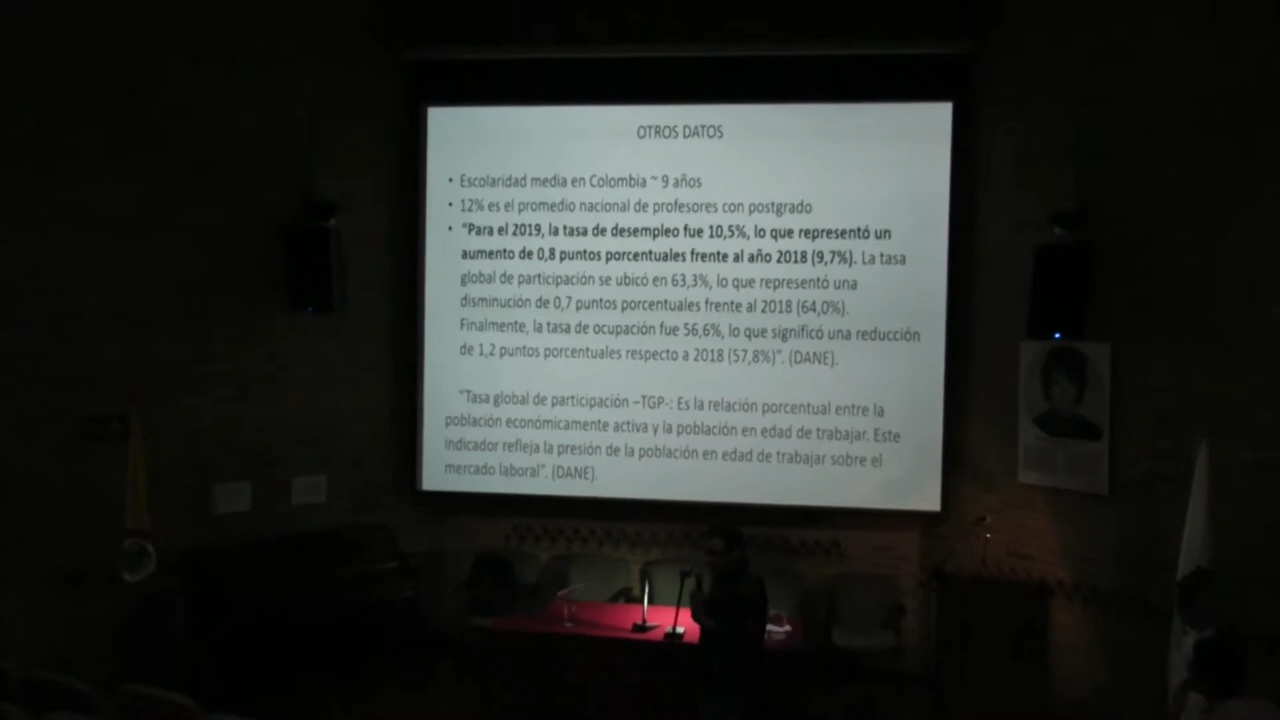 OTROS DATOS
• Escolaridad media en Colombia ~ 9 años
• 12% es el promedio nacional de profesores con postgrado
• “Para el 2019, la tasa de desempleo fue 10,5%, lo que representó un
aumento de 0,8 puntos porcentuales frente al año 2018 (9,7%). La tasa
global de participación se ubicó en 63,3%, lo que representó una
disminución de 0,7 puntos porcentuales frente al 2018 (64,0%).
Finalmente, la tasa de ocupación fue 56,6%, lo que significó una reducción
de 1,2 puntos porcentuales respecto a 2018 (57,8%)”. (DANE).
“Tasa global de participación –TGP-: Es la relación porcentual entre la
población económicamente activa y la población en edad de trabajar. Este
indicador refleja la presión de la población en edad de trabajar sobre el
mercado laboral”. (DANE).